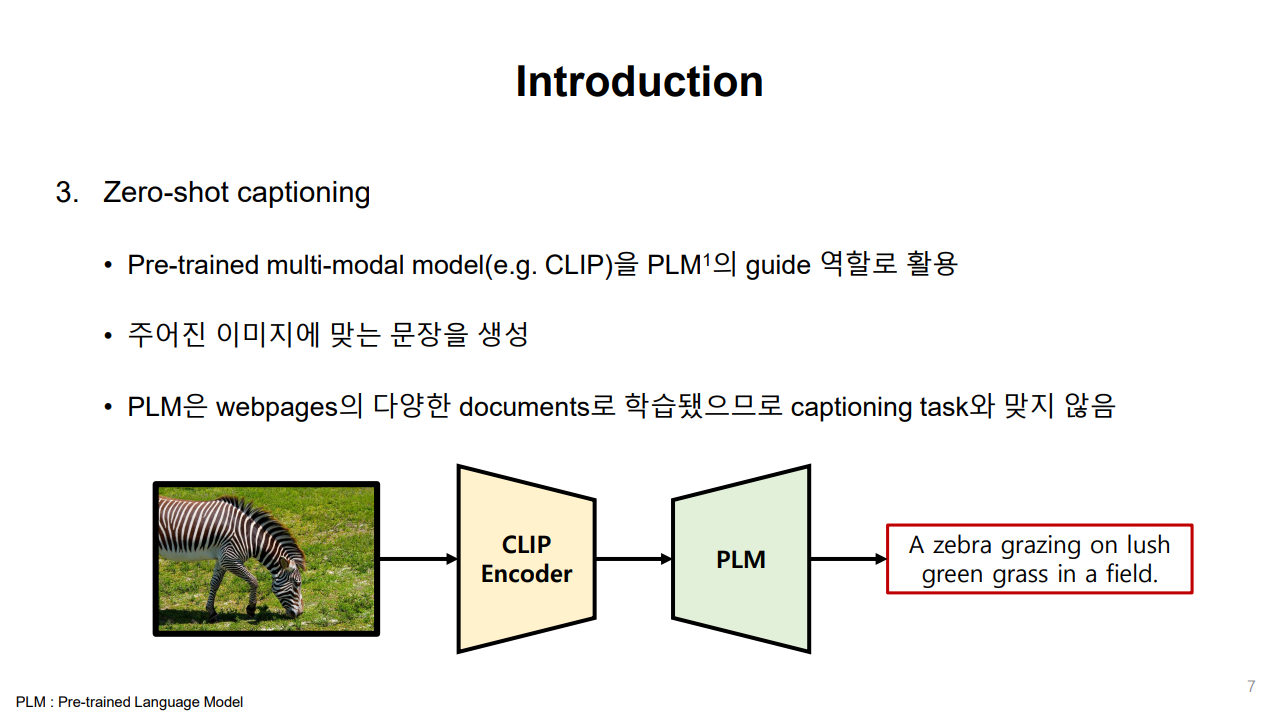 Introduction
3. Zero-shot captioning
• Pre-trained multi-modal model(e.g. CLIP)을 PLM¹의 guide 역할로 활용
• 주어진 이미지에 맞는 문장을 생성
• PLM은 webpages의 다양한 documents로 학습됐으므로 captioning task와 맞지 않음
CLIP
Encoder
PLM
A zebra grazing on lush
green grass in a field.
PLM : Pre-trained Language Model
7